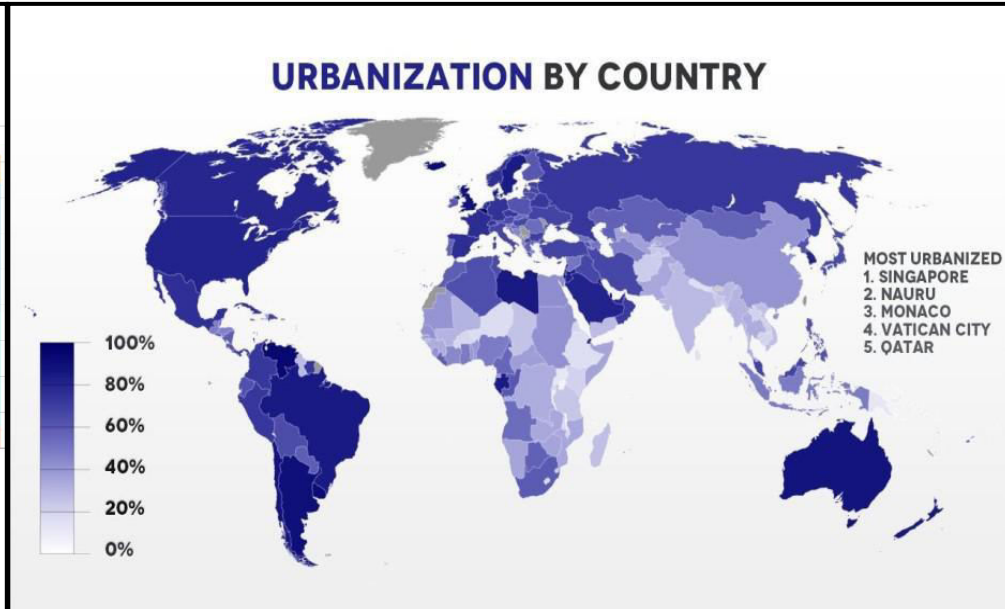 URBANIZATION BY COUNTRY
MOST URBANIZED
1. SINGAPORE
2. NAURU
3. MONACO
4. VATICAN CITY
5. QATAR
100%
80%
60%
40%
20%
0%